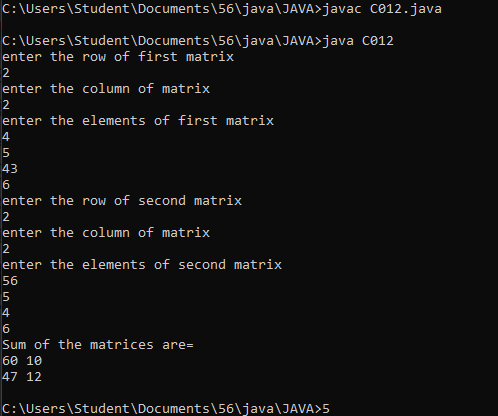 C:\Users\Student\Documents\56\java\JAVA>javac C012.java
C:\Users\Student\Documents\56\java\JAVA>java C012
enter the row of first matrix
2
enter the column of matrix
2
enter the elements of first matrix
4
5
43
6
enter the row of second matrix
2
enter the column of matrix
2
enter the elements of second matrix
56
5
4
6
Sum of the matrices are=
60 10
47 12
C:\Users\Student\Documents\56\java\JAVA>5